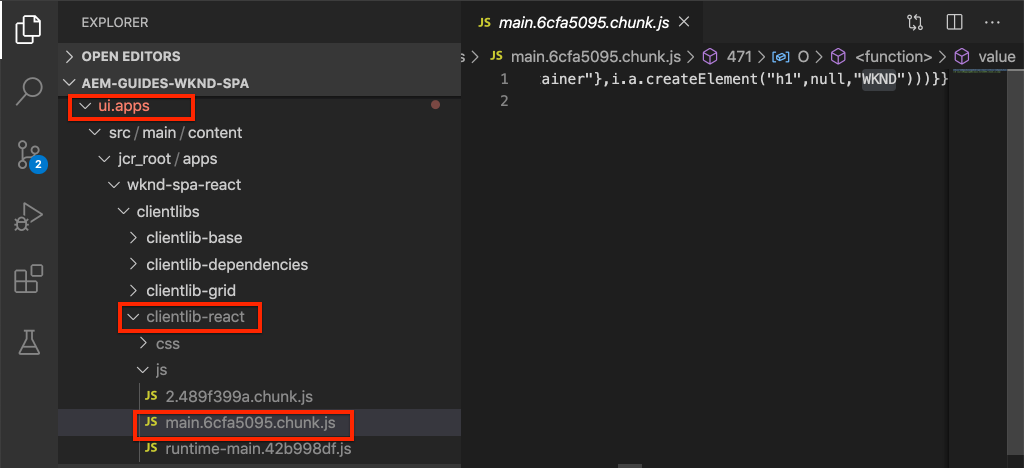 EXPLORER
OPEN EDITORS
AEM-GUIDES-WKND-SPA
ui.apps
src / main / content
jcr_root / apps
wknd-spa-react
clientlibs
clientlib-base
clientlib-dependencies
clientlib-grid
clientlib-react
css
js
JS 2.489f399a.chunk.js
JS main.6cfa5095.chunk.js
JS runtime-main.42b998df.js
2
JS main.6cfa5095.chunk.js
s > JS main.6cfa5095.chunk.js > 471 > O > <function> > value
1 ainer"},i.a.createElement("h1",null,"WKND")))}}
2